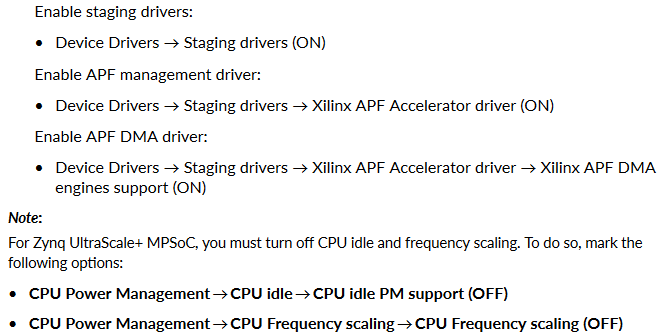 Enable staging drivers:
• Device Drivers → Staging drivers (ON)
Enable APF management driver:
• Device Drivers → Staging drivers → Xilinx APF Accelerator driver (ON)
Enable APF DMA driver:
• Device Drivers → Staging drivers → Xilinx APF Accelerator driver → Xilinx APF DMA
engines support (ON)
Note:
For Zynq UltraScale+ MPSoC, you must turn off CPU idle and frequency scaling. To do so, mark the
following options:
• CPU Power Management→CPU idle→CPU idle PM support (OFF)
• CPU Power Management→CPU Frequency scaling→CPU Frequency scaling (OFF)